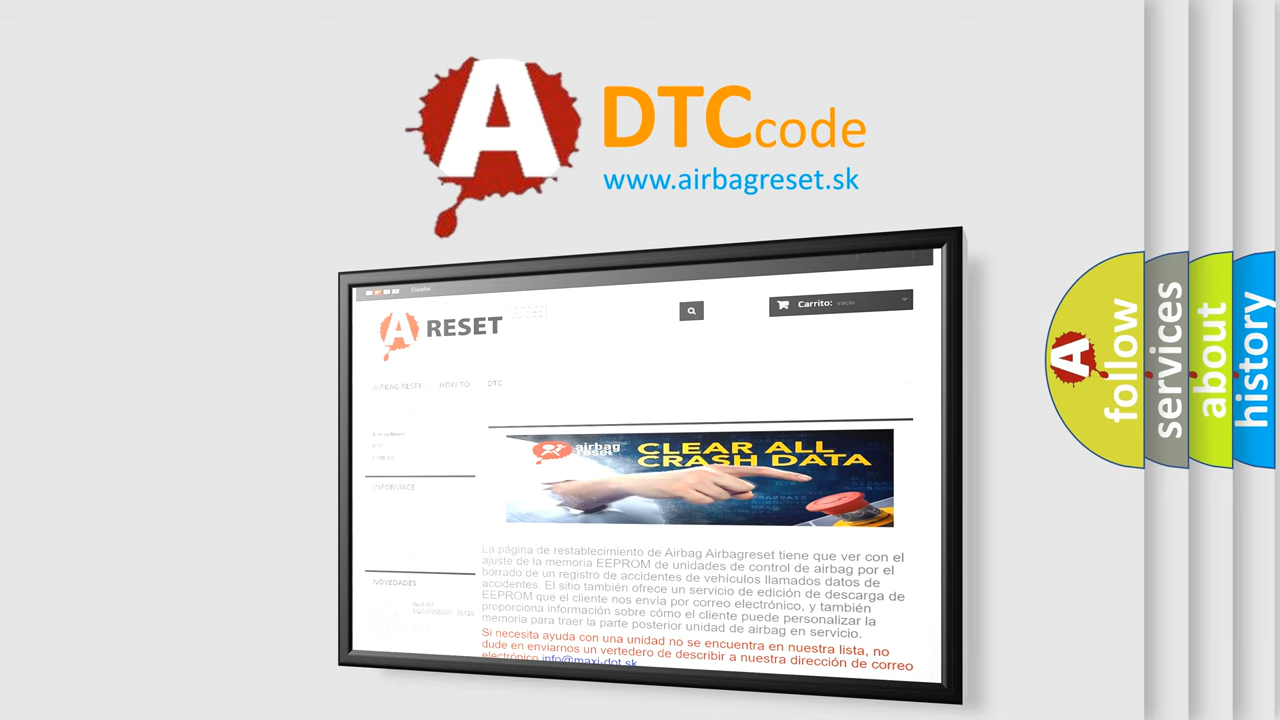 A DTCcode
www.airbagreset.sk
Español
A RESET
Carrito: vacío
AIRBAG RESET HOW TO DTC
INFORMACE
NOVEDADES
airbag
reset
CLEAR ALL
CRASH DATA
La página de restablecimiento de Airbag Airbagreset tiene que ver con el
ajuste de la memoria EEPROM de unidades de control de airbag por el
borrado de un registro de accidentes de vehículos llamados datos de
accidentes. El sitio también ofrece un servicio de edición de descarga de
EEPROM que el cliente nos envía por correo electrónico, y también
proporciona información sobre cómo el cliente puede personalizar la
memoria para traer la parte posterior unidad de airbag en servicio.
Si necesita ayuda con una unidad no se encuentra en nuestra lista, no
dude en enviarnos un vertedero de describir a nuestra dirección de correo
electrónico info@maxi-dot.sk
A follow
services
about
history